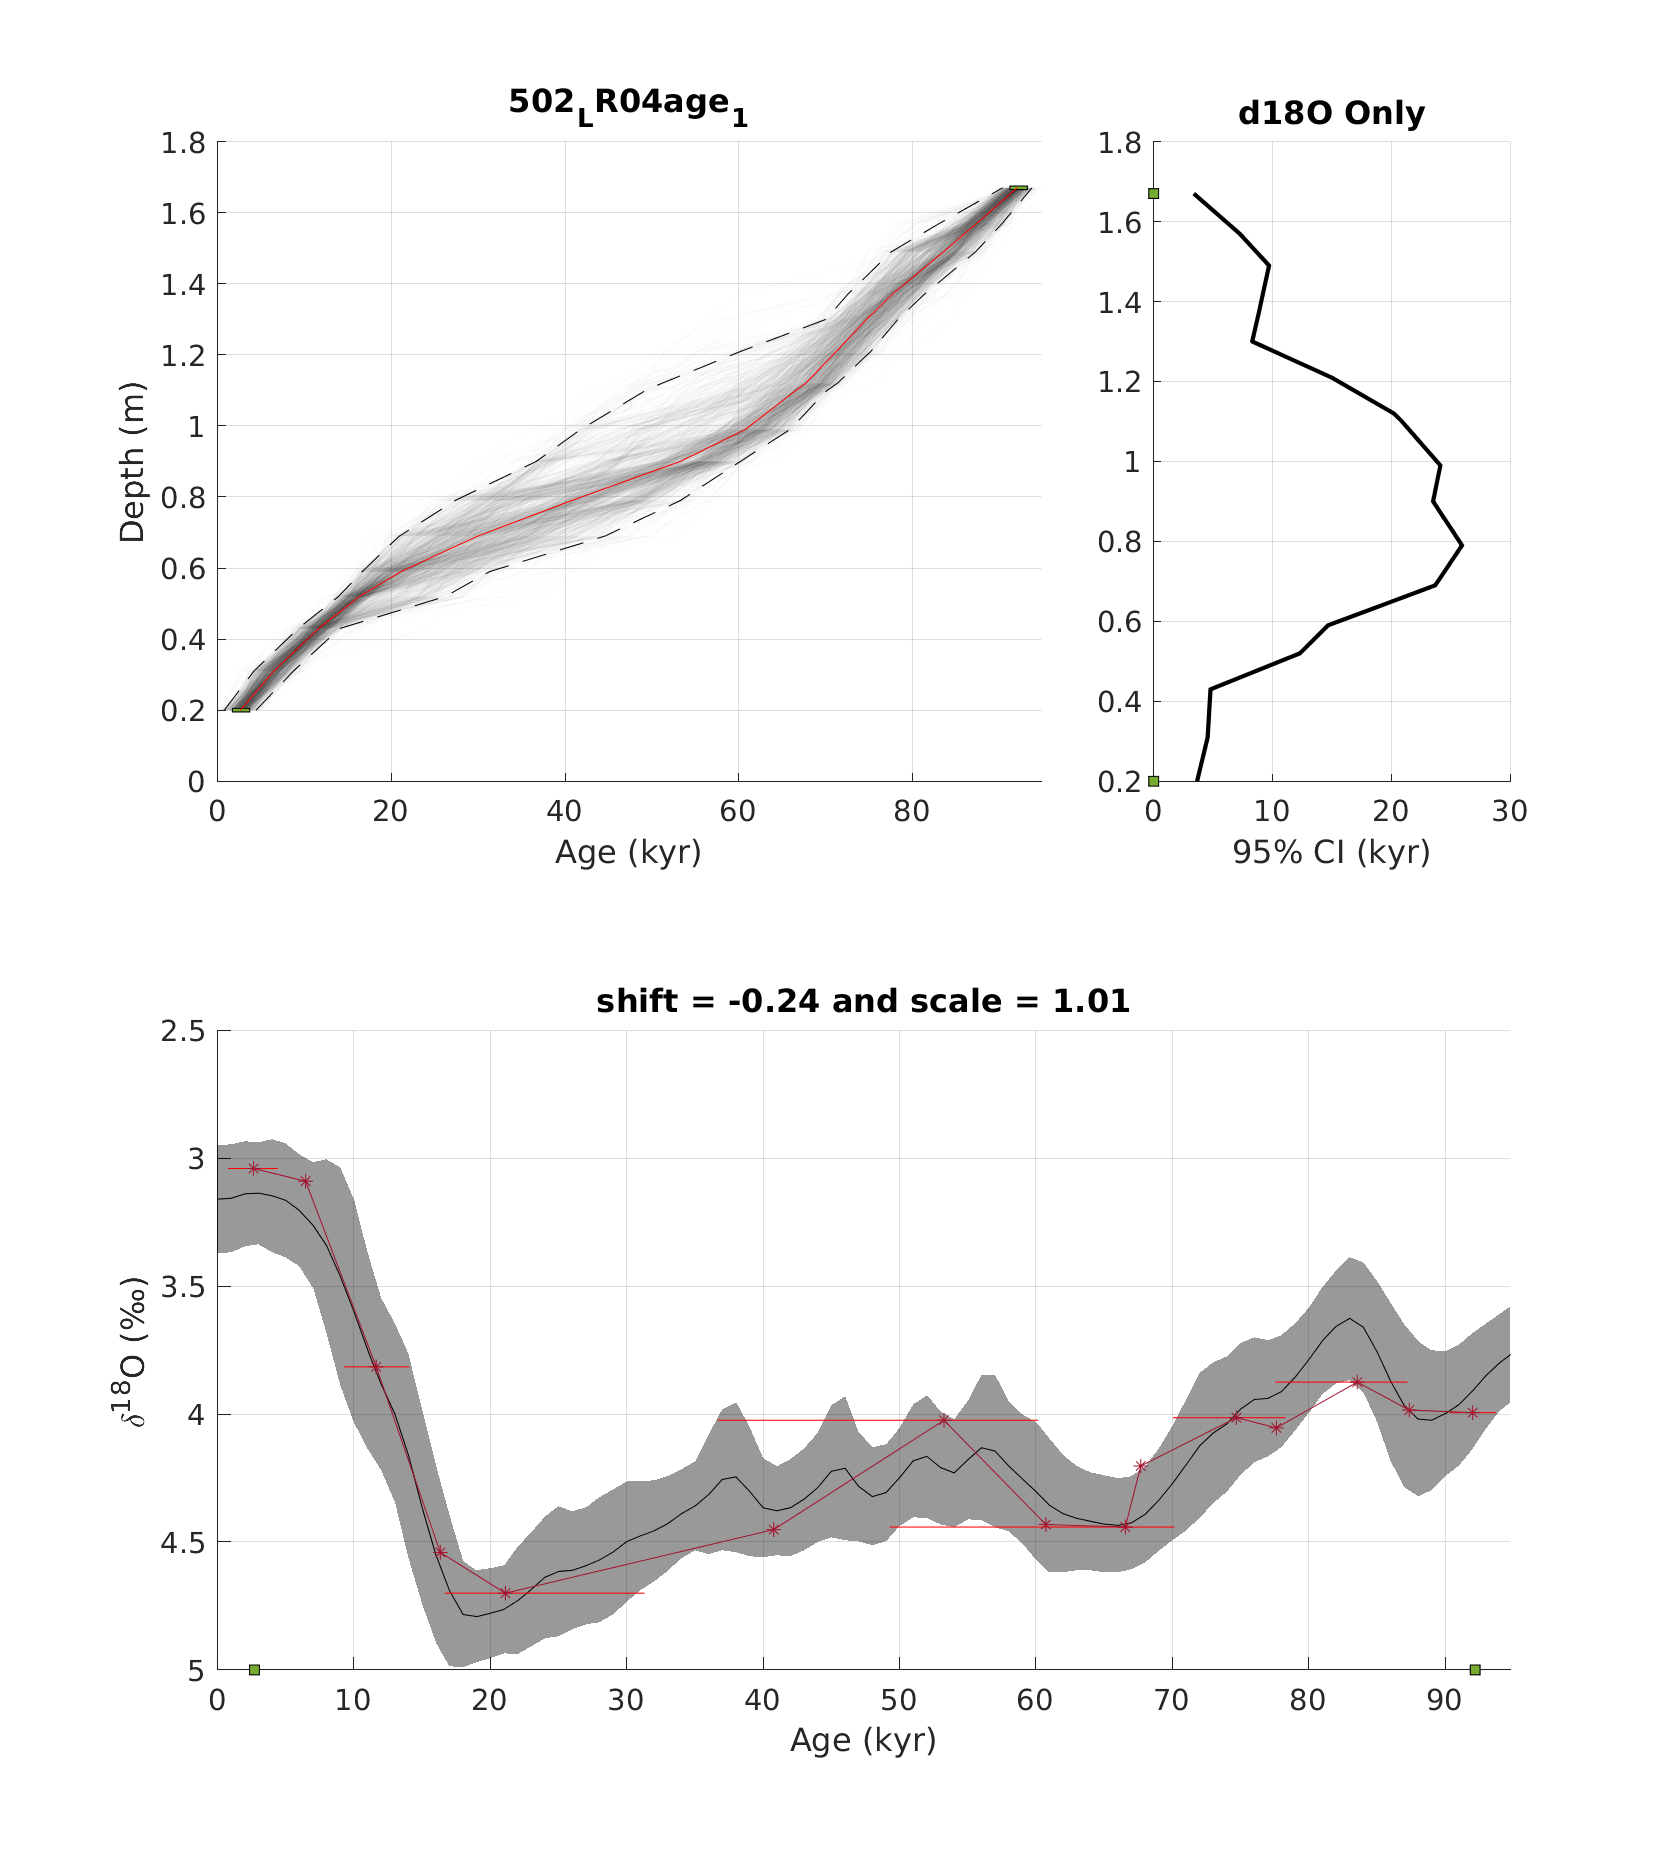 502LR04age1
1.8
1.6
1.4
1.2
1
0.8
0.6
0.4
0.2
0
Depth (m)
0 20 40 60 80
Age (kyr)
d18O Only
1.8
1.6
1.4
1.2
1
0.8
0.6
0.4
0.2
0 10 20 30
95% CI (kyr)
shift = -0.24 and scale = 1.01
2.5
3
3.5
4
4.5
5
δ18O (‰)
0 10 20 30 40 50 60 70 80 90
Age (kyr)